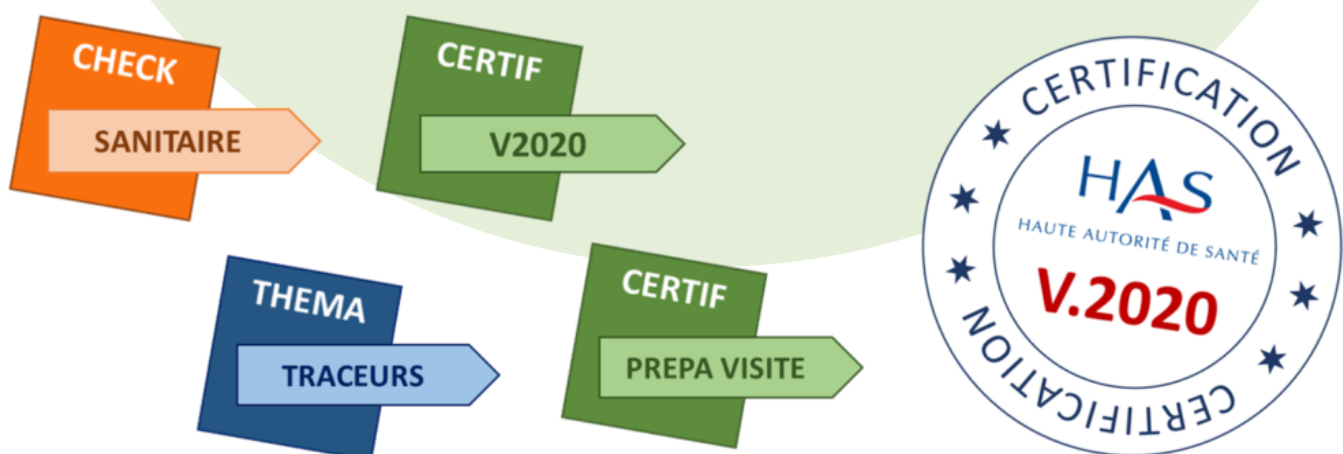 CHECK
SANITAIRE
CERTIF
V2020
THEMA
TRACEURS
CERTIF
PREPA VISITE
CERTIFICATION
HAS
HAUTE AUTORITÉ DE SANTÉ
V.2020
CERTIFICATION